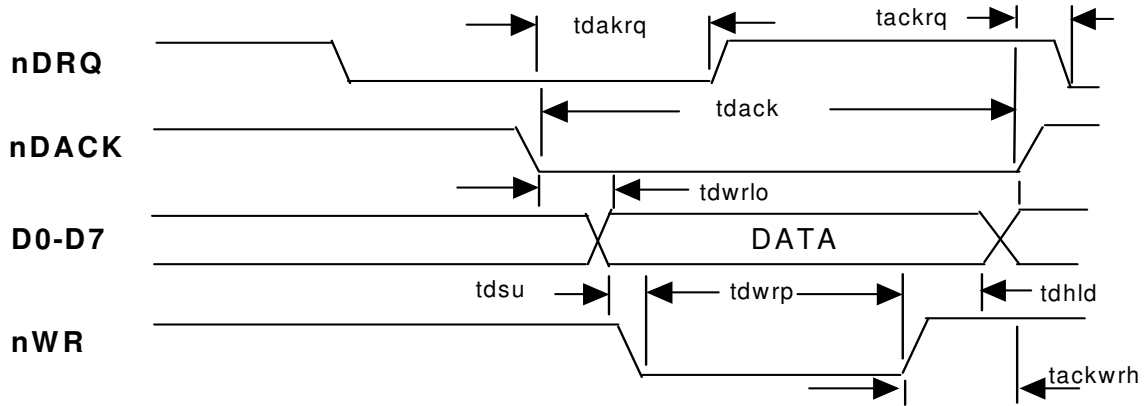 tdakrq tackrq
nDRQ
tdack
nDACK
tdwrlo
D0-D7 DATA
tdsu tdwrp tdhld
nWR
tackwrh